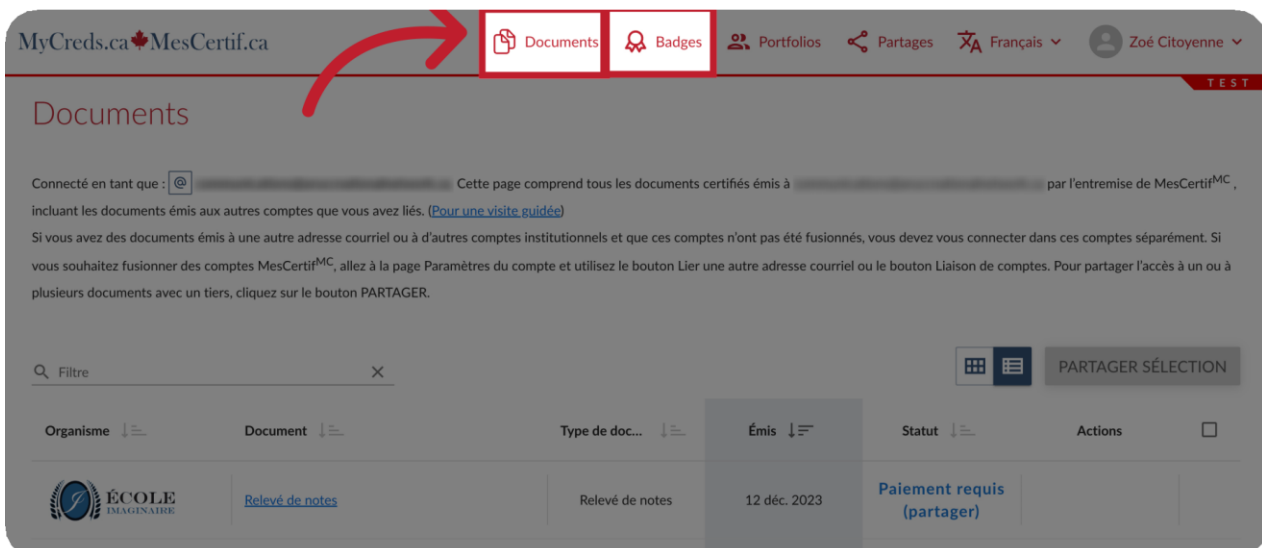 MyCreds.ca MesCertif.ca
Documents
Badges
Portfolios
Partages
Français
Zoé Citoyenne
TEST
Documents
Connecté en tant que : @ Cette page comprend tous les documents certifiés émis à par l'entremise de MesCertifMC ,
incluant les documents émis aux autres comptes que vous avez liés. (Pour une visite guidée)
Si vous avez des documents émis à une autre adresse courriel ou à d'autres comptes institutionnels et que ces comptes n'ont pas été fusionnés, vous devez vous connecter dans ces comptes séparément. Si
vous souhaitez fusionner des comptes MesCertifMC, allez à la page Paramètres du compte et utilisez le bouton Lier une autre adresse courriel ou le bouton Liaison de comptes. Pour partager l'accès à un ou à
plusieurs documents avec un tiers, cliquez sur le bouton PARTAGER.
Filtre
PARTAGER SÉLECTION
Organisme
Document
Type de doc...
Émis
Statut
Actions
ÉCOLE
IMAGINAIRE
Relevé de notes
Relevé de notes
12 déc. 2023
Paiement requis
(partager)